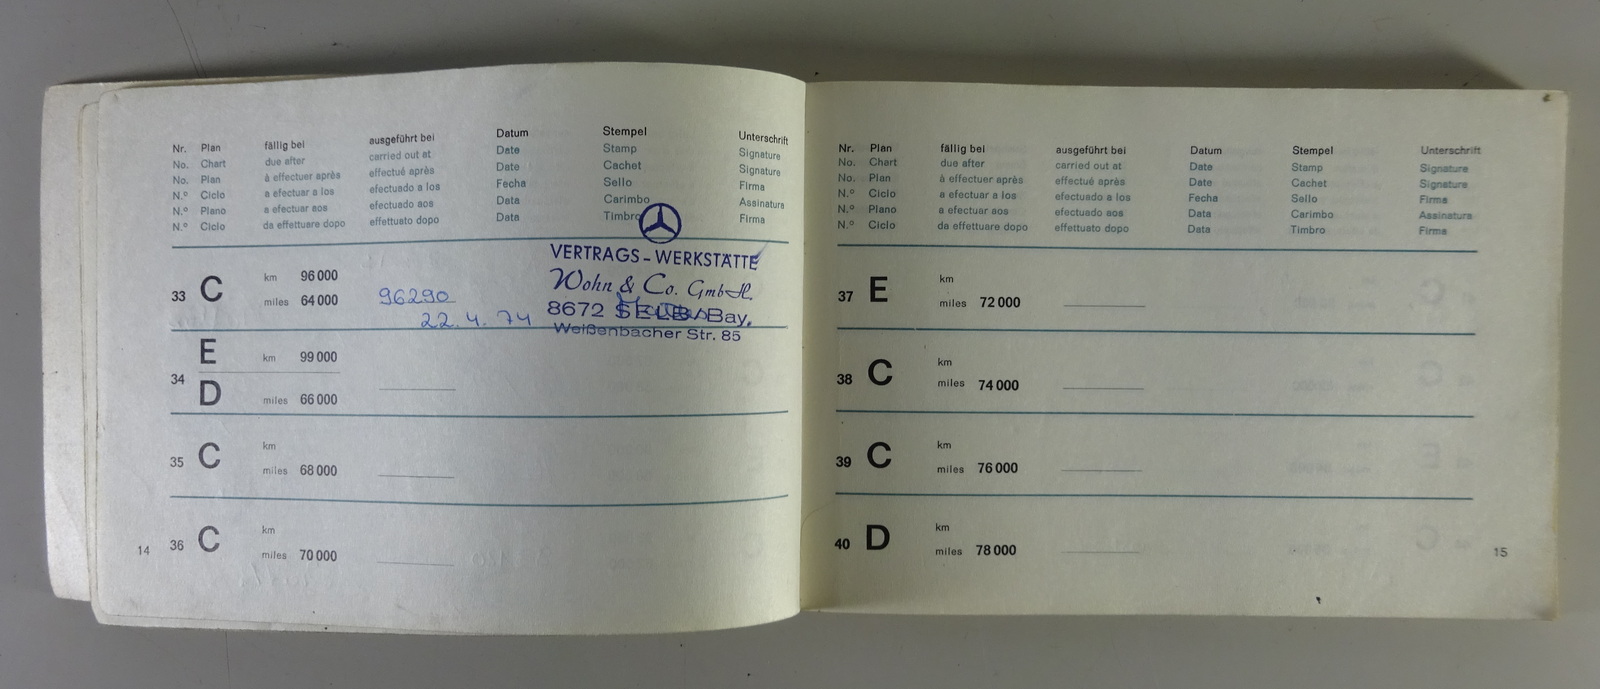 Nr. Plan fällig bei ausgeführt bei Datum Stempel Unterschrift
No. Chart due after carried out at Date Stamp Signature
No. Plan à effectuer après effectué après Date Cachet Signature
N.º Ciclo a efectuar a los efectuado a los Fecha Sello Firma
N.º Plano a efectuar aos efectuado aos Data Carimbo Assinatura
N.º Ciclo da effettuare dopo effettuato dopo Data Timbro Firma
VERTRAGS-WERKSTÄTTE
Wohn & Co. GmbH.
8672 SELB/Bay.
Weißenbacher Str. 85
33 C km 96 000
miles 64 000 96290
22.4.74
34 E km 99 000
D miles 66 000
35 C km
miles 68 000
36 C km
miles 70 000
14
Nr. Plan fällig bei ausgeführt bei Datum Stempel Unterschrift
No. Chart due after carried out at Date Stamp Signature
No. Plan à effectuer après effectué après Date Cachet Signature
N.º Ciclo a efectuar a los efectuado a los Fecha Sello Firma
N.º Plano a efectuar aos efectuado aos Data Carimbo Assinatura
N.º Ciclo da effettuare dopo effettuato dopo Data Timbro Firma
37 E km
miles 72 000
38 C km
miles 74 000
39 C km
miles 76 000
40 D km
miles 78 000
15